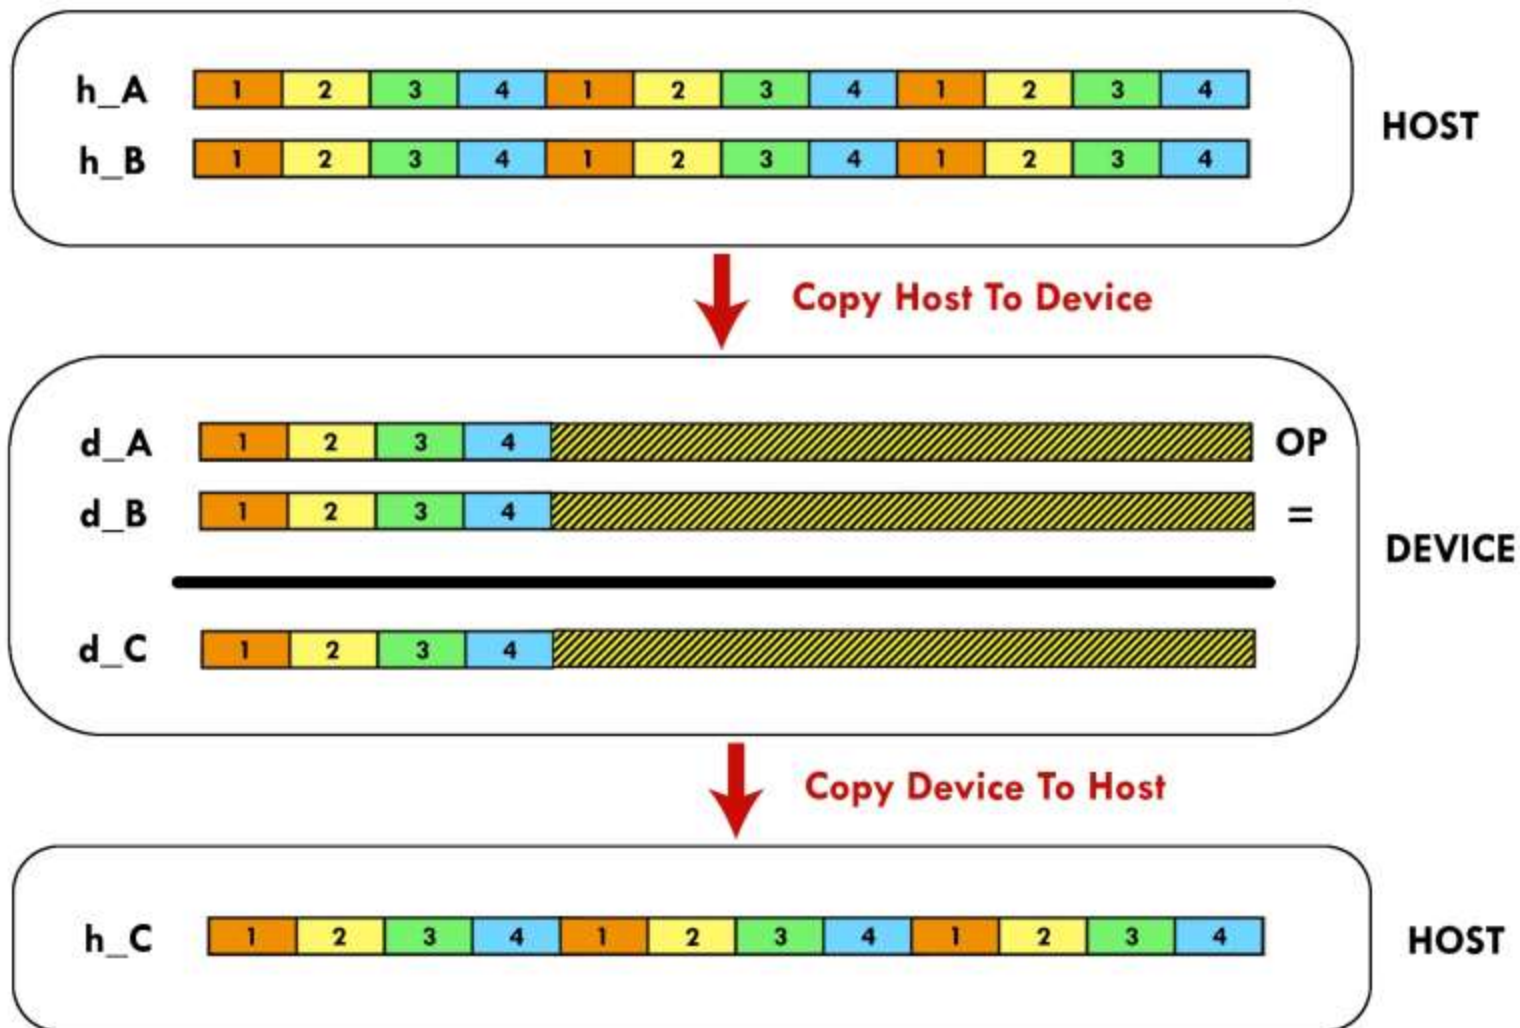 h_A 1 2 3 4 1 2 3 4 1 2 3 4
HOST
h_B 1 2 3 4 1 2 3 4 1 2 3 4
Copy Host To Device
d_A 1 2 3 4 OP
d_B 1 2 3 4 =
DEVICE
d_C 1 2 3 4
Copy Device To Host
h_C 1 2 3 4 1 2 3 4 1 2 3 4 HOST